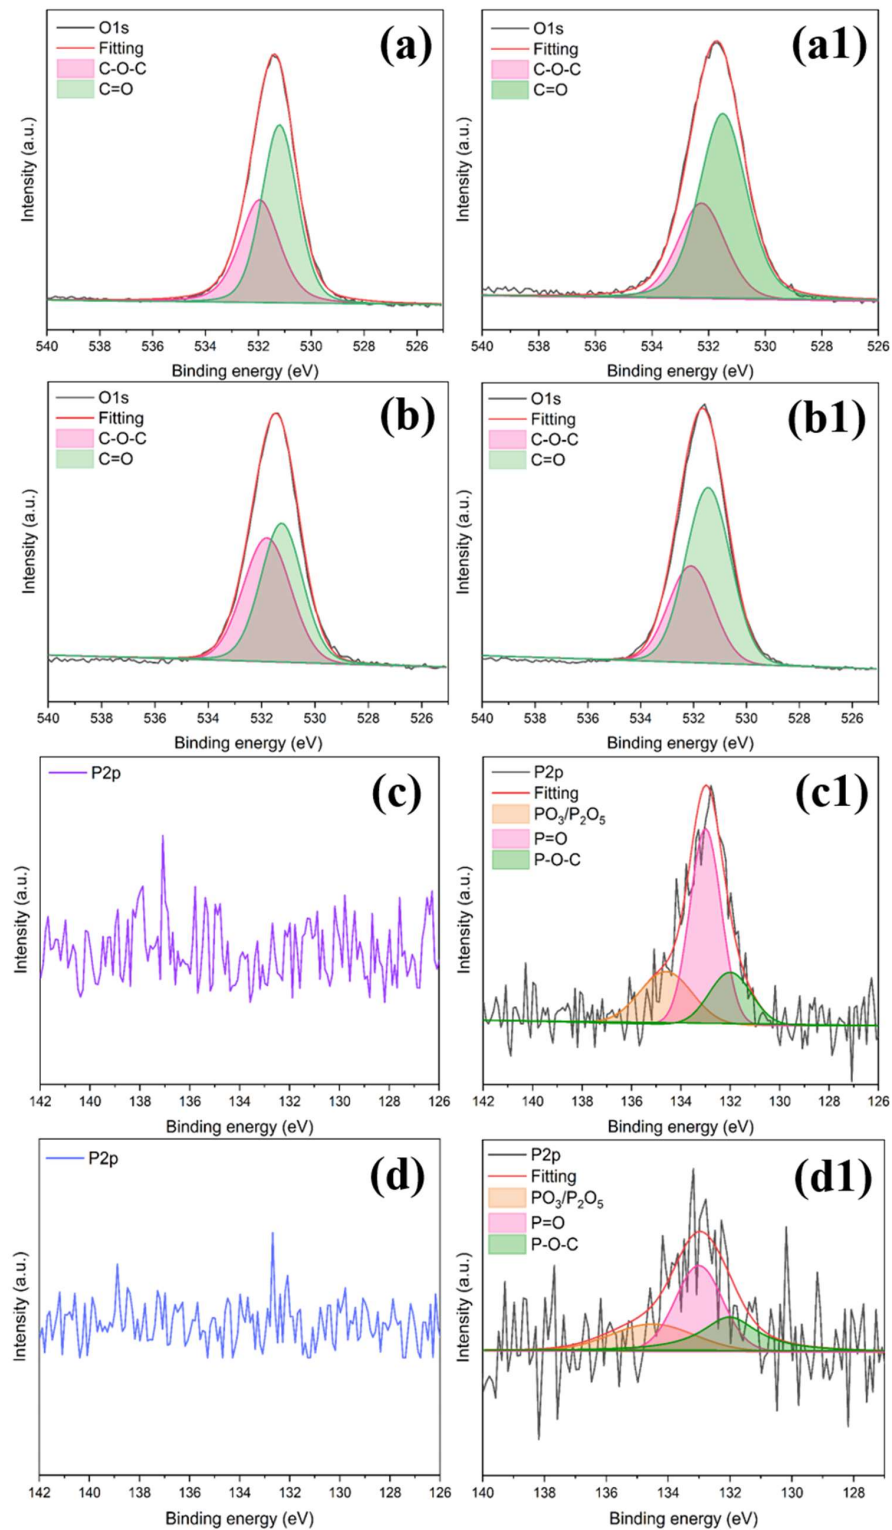 O1s
Fitting
C-O-C
C=O
(a)
Intensity (a.u.)
540 538 536 534 532 530 528 526
Binding energy (eV)
O1s
Fitting
C-O-C
C=O
(a1)
Intensity (a.u.)
540 538 536 534 532 530 528 526
Binding energy (eV)
O1s
Fitting
C-O-C
C=O
(b)
Intensity (a.u.)
540 538 536 534 532 530 528 526
Binding energy (eV)
O1s
Fitting
C-O-C
C=O
(b1)
Intensity (a.u.)
540 538 536 534 532 530 528 526
Binding energy (eV)
P2p
(c)
Intensity (a.u.)
142 140 138 136 134 132 130 128 126
Binding energy (eV)
P2p
Fitting
PO₃/P₂O₅
P=O
P-O-C
(c1)
Intensity (a.u.)
142 140 138 136 134 132 130 128 126
Binding energy (eV)
P2p
(d)
Intensity (a.u.)
142 140 138 136 134 132 130 128 126
Binding energy (eV)
P2p
Fitting
PO₃/P₂O₅
P=O
P-O-C
(d1)
Intensity (a.u.)
140 138 136 134 132 130 128
Binding energy (eV)